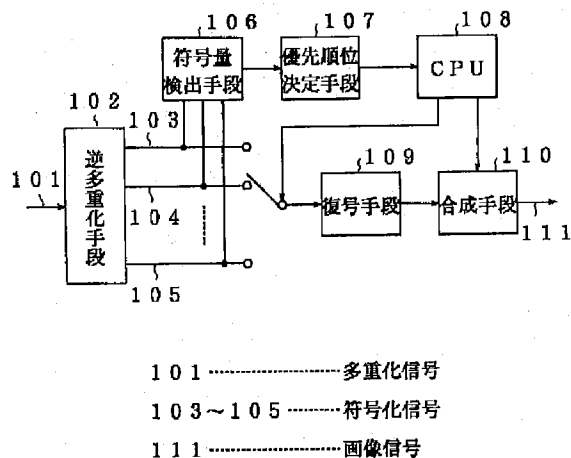 106
107
108
符号量
検出手段
優先順位
決定手段
CPU
102
103
109
110
101
逆多重化手段
104
復号手段
合成手段
111
105
101 ……… 多重化信号
103~105 ……… 符号化信号
111 ……… 画像信号